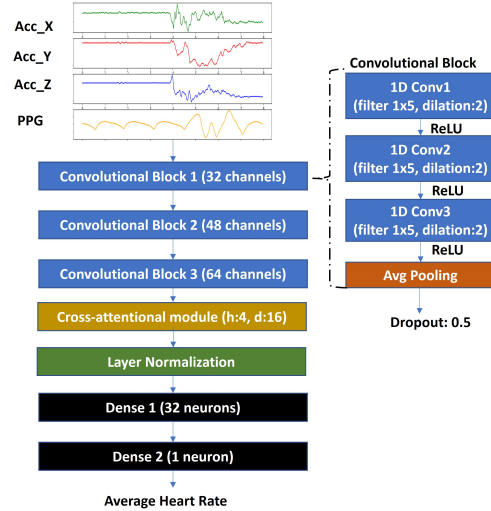 Acc_X
Acc_Y
Acc_Z
PPG
Convolutional Block 1 (32 channels)
Convolutional Block 2 (48 channels)
Convolutional Block 3 (64 channels)
Cross-attentional module (h:4, d:16)
Layer Normalization
Dense 1 (32 neurons)
Dense 2 (1 neuron)
Average Heart Rate
Convolutional Block
1D Conv1
(filter 1x5, dilation:2)
ReLU
1D Conv2
(filter 1x5, dilation:2)
ReLU
1D Conv3
(filter 1x5, dilation:2)
ReLU
Avg Pooling
Dropout: 0.5